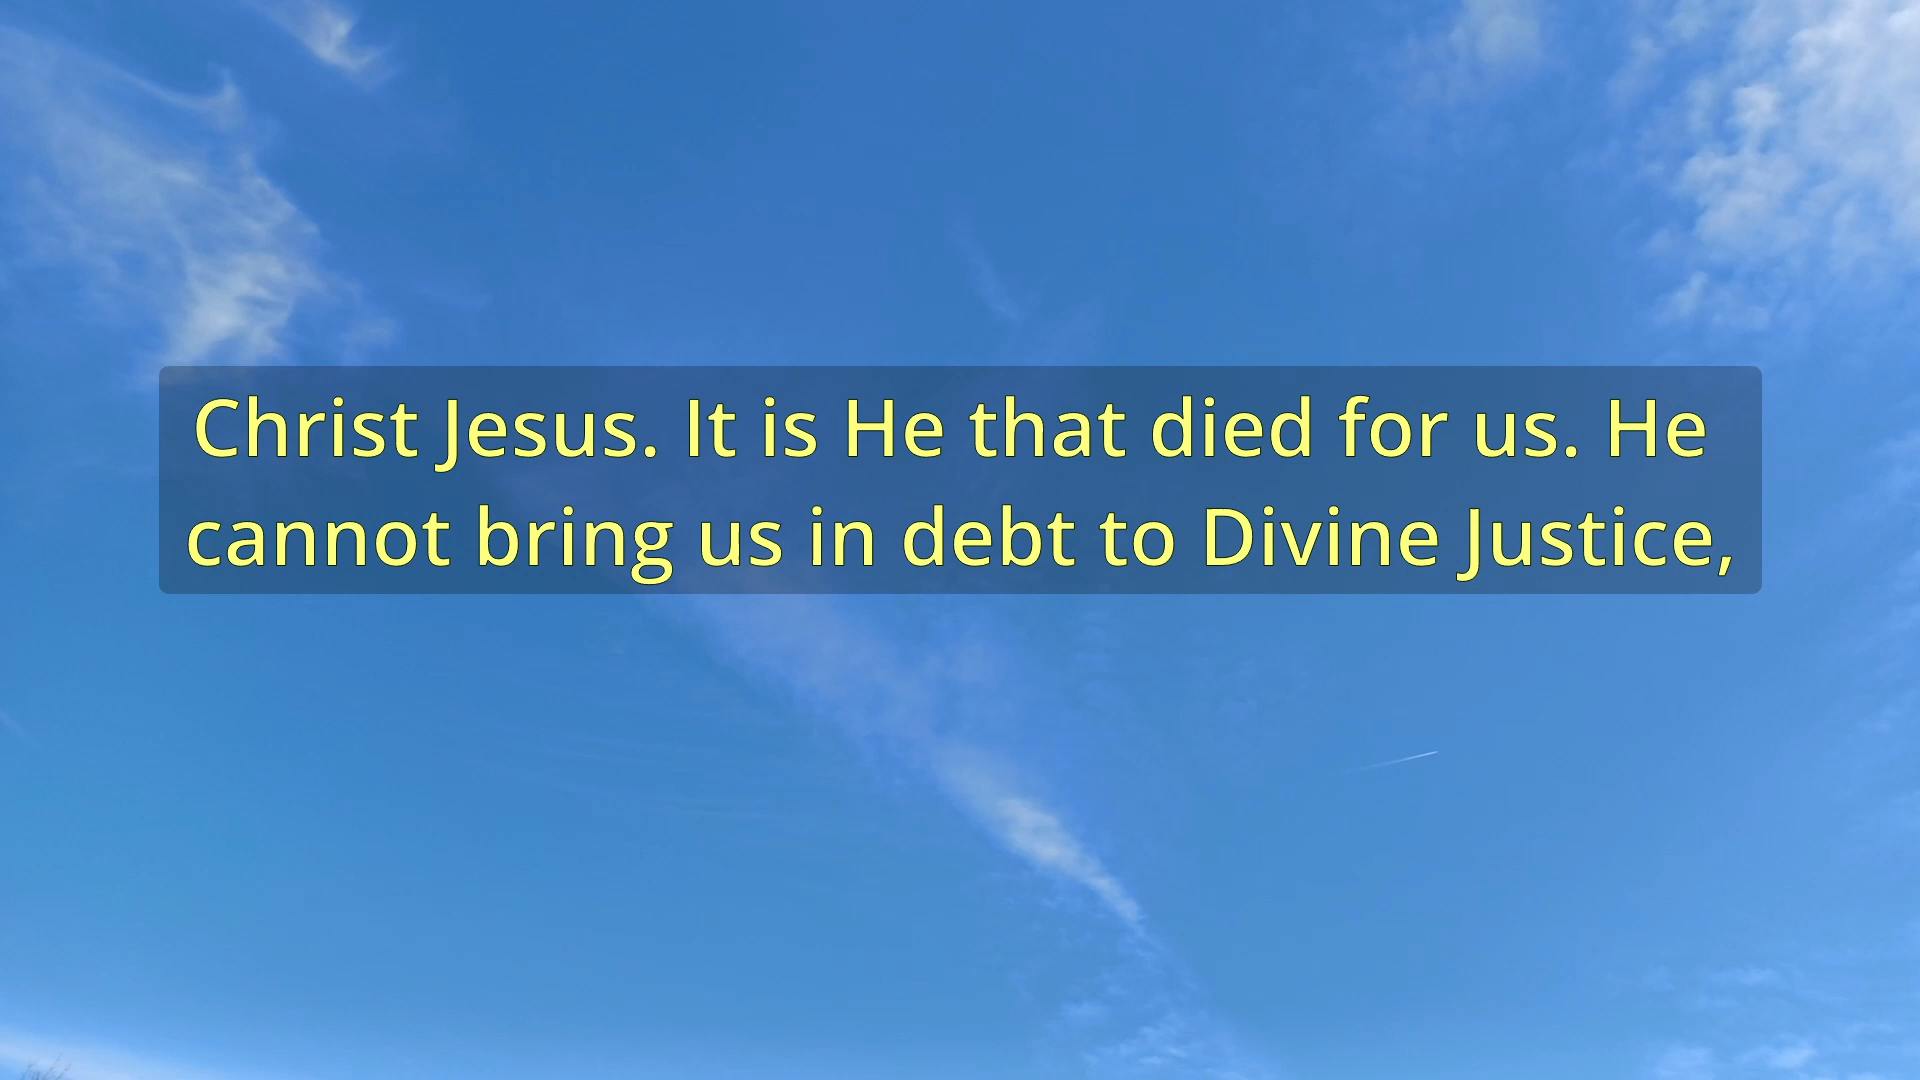 Christ Jesus. It is He that died for us. He
cannot bring us in debt to Divine Justice,